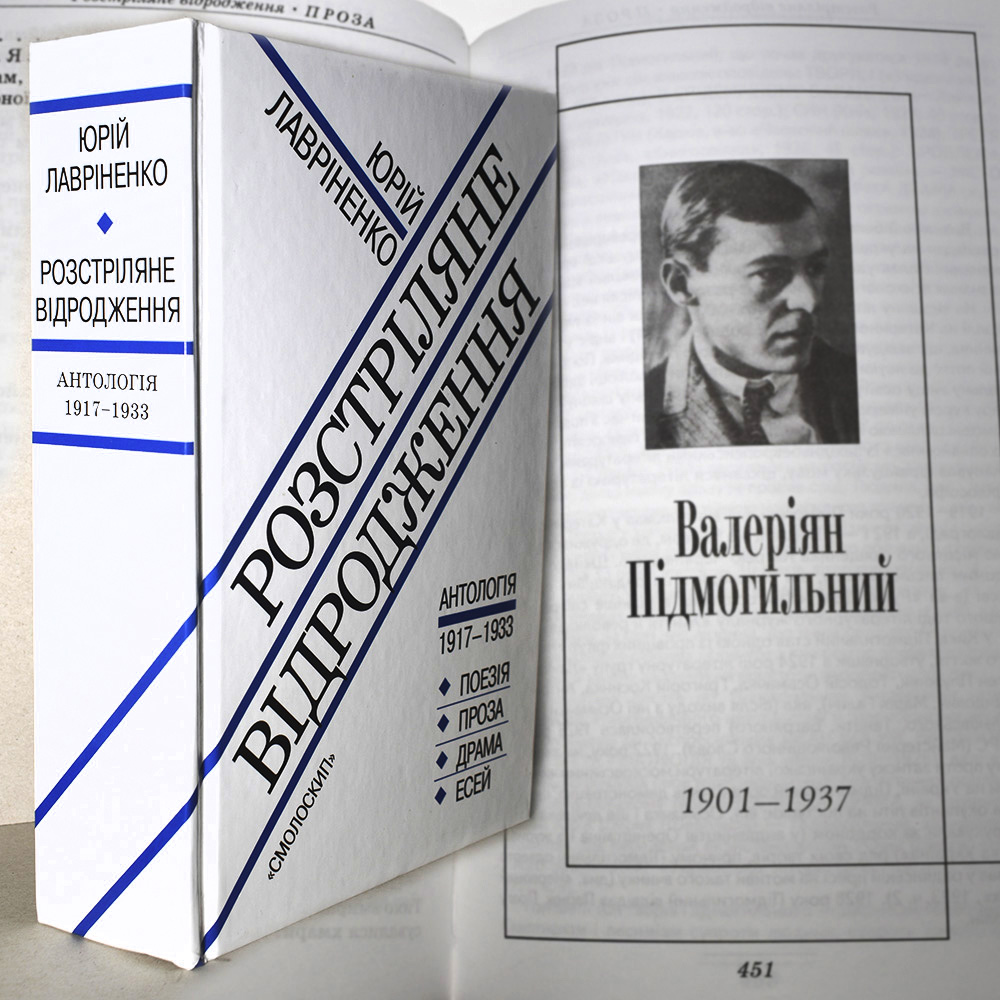 розстріляне відродження • ПРОЗА
ЮРІЙ
ЛАВРІНЕНКО
РОЗСТРІЛЯНЕ
ВІДРОДЖЕННЯ
АНТОЛОГІЯ
1917–1933
ЮРІЙ
ЛАВРІНЕНКО
РОЗСТРІЛЯНЕ
ВІДРОДЖЕННЯ
АНТОЛОГІЯ
1917–1933
ПОЕЗІЯ
ПРОЗА
ДРАМА
ЕСЕЙ
«СМОЛОСКИП»
Валеріян
Підмогильний
1901—1937
451